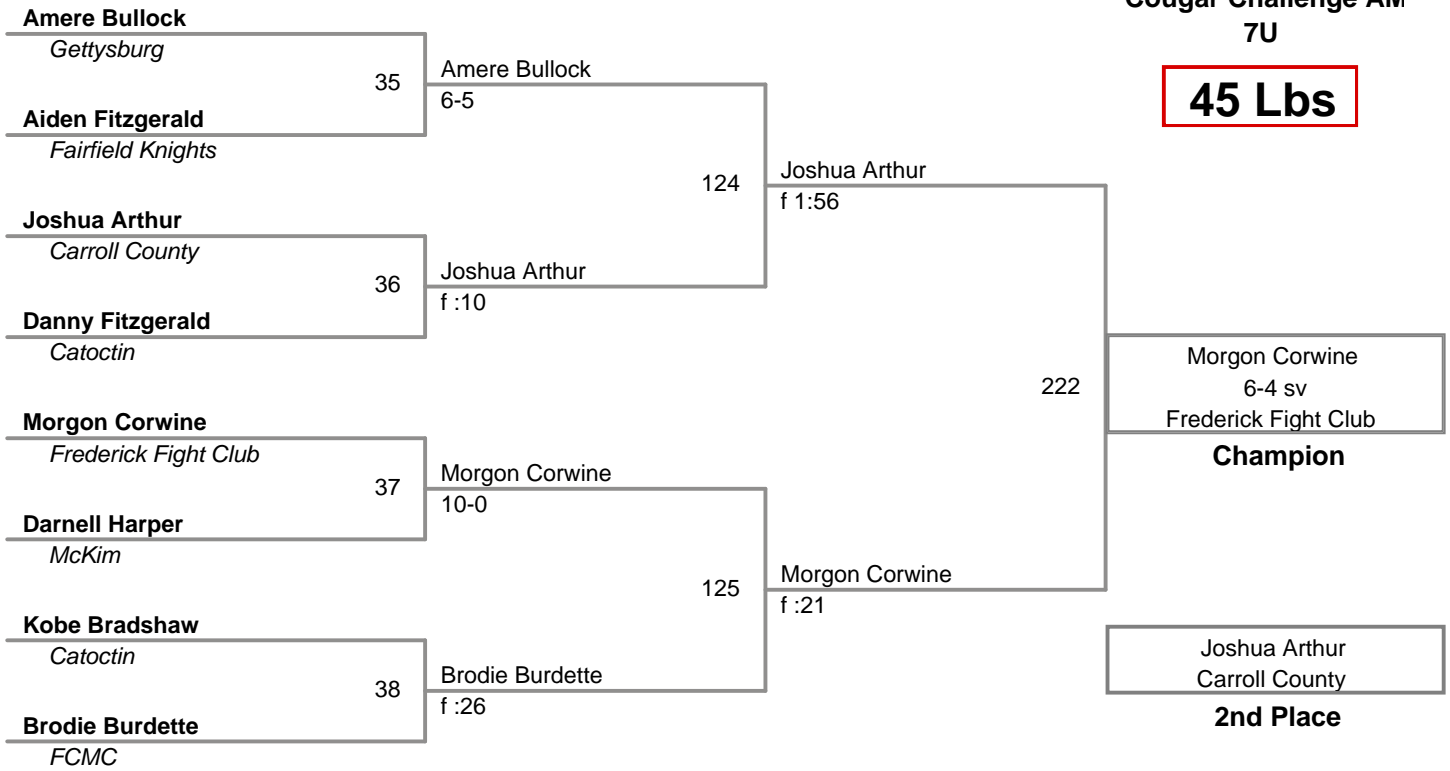 Cougar Challenge AM
7U
45 Lbs
Amere Bullock
Gettysburg
35
Aiden Fitzgerald
Fairfield Knights
Joshua Arthur
Carroll County
36
Danny Fitzgerald
Catoctin
Morgon Corwine
Frederick Fight Club
37
Darnell Harper
McKim
Kobe Bradshaw
Catoctin
38
Brodie Burdette
FCMC
Amere Bullock
6-5
124
Joshua Arthur
f :10
Morgon Corwine
10-0
125
Brodie Burdette
f :26
Joshua Arthur
f 1:56
222
Morgon Corwine
f :21
Morgon Corwine
6-4 sv
Frederick Fight Club
Champion
Joshua Arthur
Carroll County
2nd Place